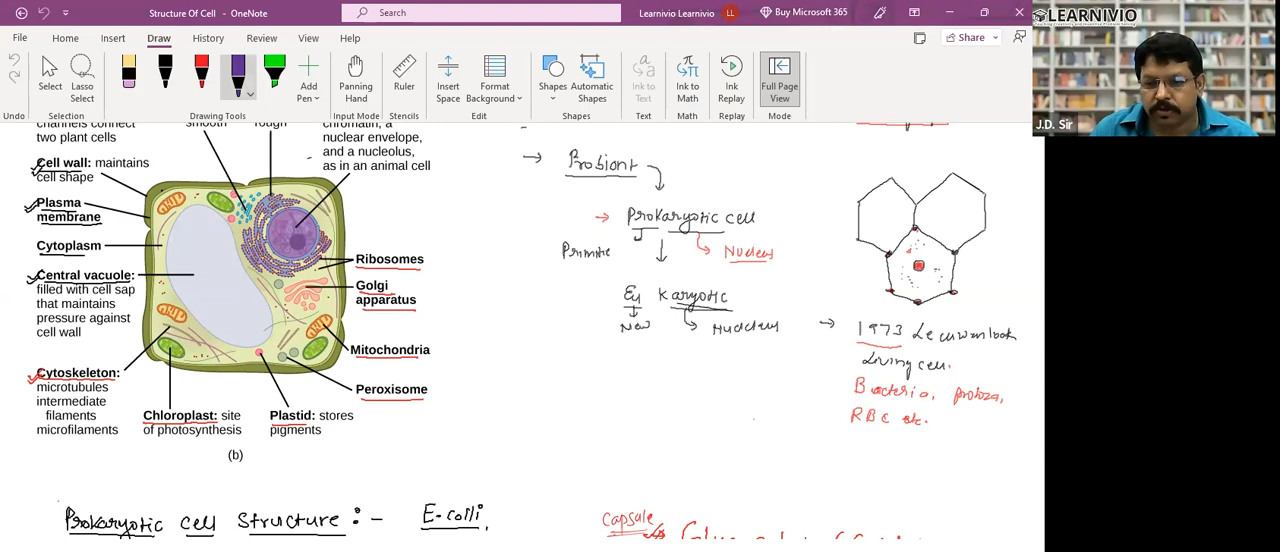 Structure Of Cell - OneNote
Search
Learnivio Learnivio
LL
Buy Microsoft 365
LEARNIVIO
File
Home
Insert
Draw
History
Review
View
Help
Share
Select
Lasso
Select
Add
Pen
Panning
Hand
Ruler
Insert
Space
Format
Background
Shapes
Automatic
Shapes
Ink to
Text
Ink to
Math
Ink
Replay
Full Page
View
Undo
Selection
Drawing Tools
Input Mode
Stencils
Edit
Shapes
Text
Math
Replay
Mode
J.D. Sir
channels connect
two plant cells
smooth
rough
chromatin, a
nuclear envelope,
and a nucleolus,
as in an animal cell
Cell wall: maintains
cell shape
Plasma
membrane
Cytoplasm
Central vacuole:
filled with cell sap
that maintains
pressure against
cell wall
Cytoskeleton:
microtubules
intermediate
filaments
microfilaments
Chloroplast: site
of photosynthesis
Plastid: stores
pigments
Ribosomes
Golgi
apparatus
Mitochondria
Peroxisome
(b)
→ Probiont
→ Prokaryotic cell
Primitive
Nucleus
Eu Karyotic
New
Nucleus
→ 1973 Leeuwenhook
Living cell.
Bacteria, protoza,
RBC etc.
Prokaryotic cell structure :- E-colli.
Capsule